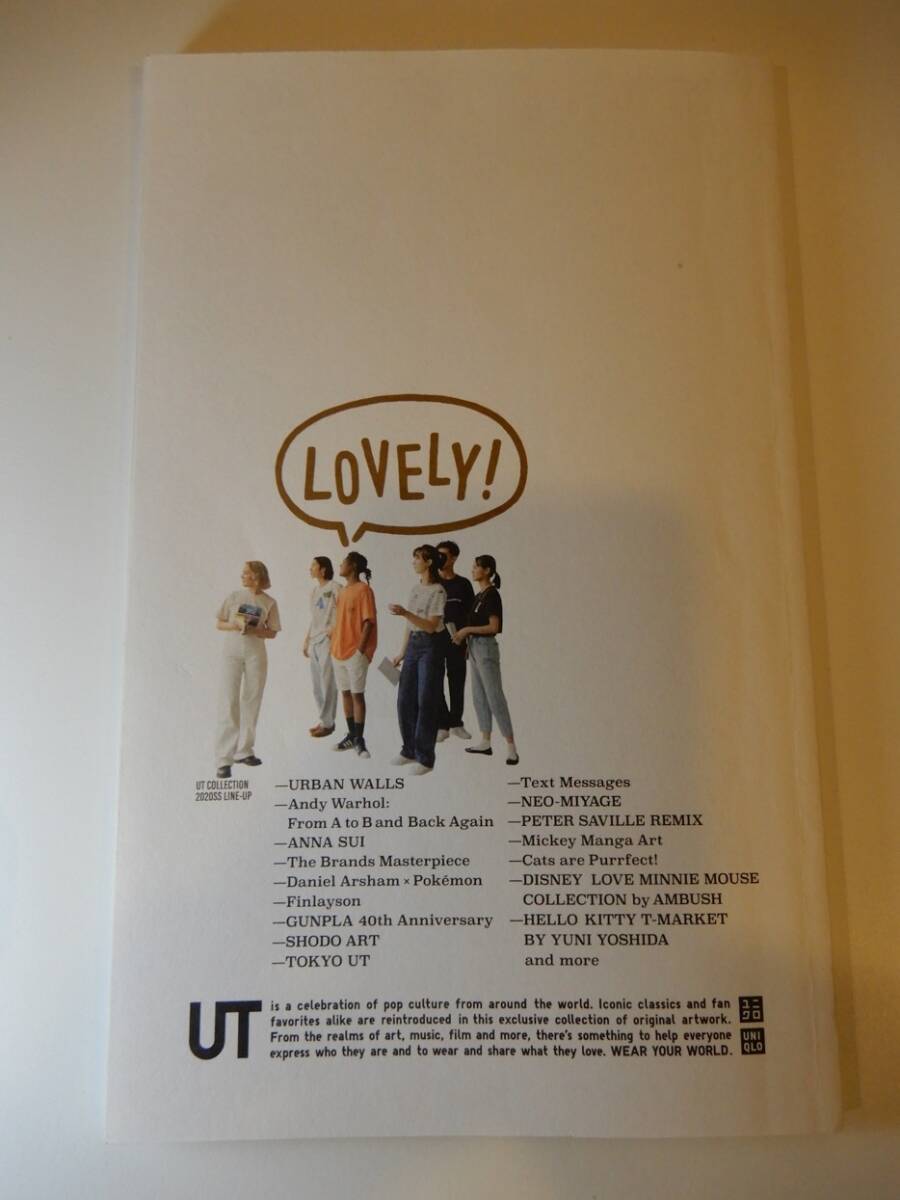 LOVELY!
UT COLLECTION
2020SS LINE-UP
—URBAN WALLS
—Andy Warhol:
From A to B and Back Again
—ANNA SUI
—The Brands Masterpiece
—Daniel Arsham × Pokémon
—Finlayson
—GUNPLA 40th Anniversary
—SHODO ART
—TOKYO UT
—Text Messages
—NEO-MIYAGE
—PETER SAVILLE REMIX
—Mickey Manga Art
—Cats are Purrfect!
—DISNEY LOVE MINNIE MOUSE
COLLECTION by AMBUSH
—HELLO KITTY T-MARKET
BY YUNI YOSHIDA
and more
UT
is a celebration of pop culture from around the world. Iconic classics and fan
favorites alike are reintroduced in this exclusive collection of original artwork.
From the realms of art, music, film and more, there's something to help everyone
express who they are and to wear and share what they love. WEAR YOUR WORLD.
ユニ
クロ
UNI
QLO